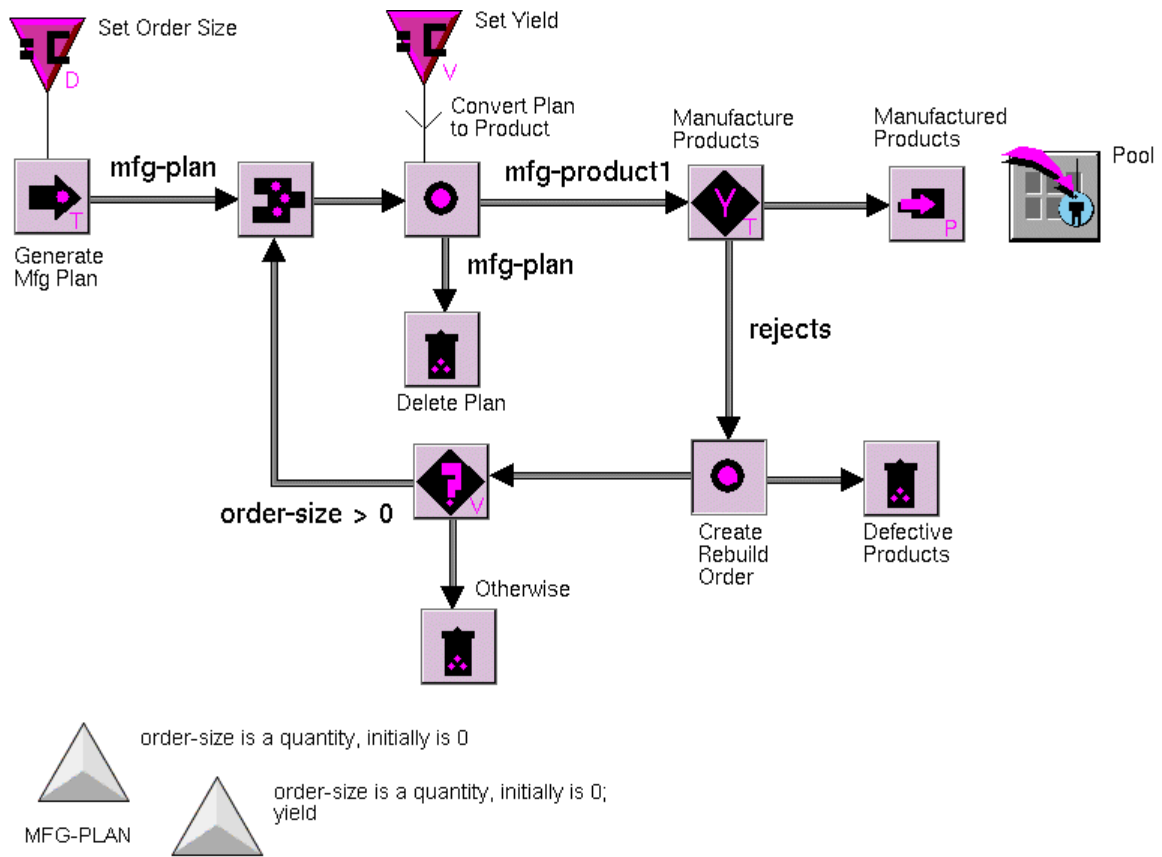 Set Order Size
D
Set Yield
V
Convert Plan
to Product
Manufacture
Products
Manufactured
Products
Pool
mfg-plan
mfg-product1
T
Y
T
P
Generate
Mfg Plan
mfg-plan
rejects
Delete Plan
?
V
order-size > 0
Create
Rebuild
Order
Defective
Products
Otherwise
order-size is a quantity, initially is 0
order-size is a quantity, initially is 0;
yield
MFG-PLAN